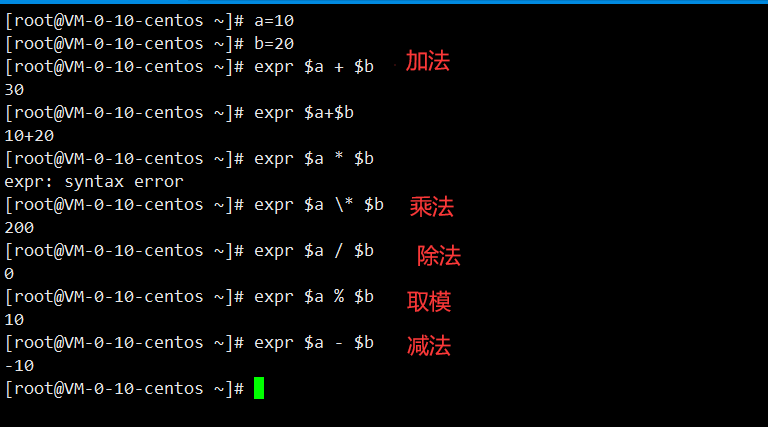 [root@VM-0-10-centos ~]# a=10
[root@VM-0-10-centos ~]# b=20
[root@VM-0-10-centos ~]# expr $a + $b 加法
30
[root@VM-0-10-centos ~]# expr $a+$b
10+20
[root@VM-0-10-centos ~]# expr $a * $b
expr: syntax error
[root@VM-0-10-centos ~]# expr $a \* $b 乘法
200
[root@VM-0-10-centos ~]# expr $a / $b 除法
0
[root@VM-0-10-centos ~]# expr $a % $b 取模
10
[root@VM-0-10-centos ~]# expr $a - $b 减法
-10
[root@VM-0-10-centos ~]#